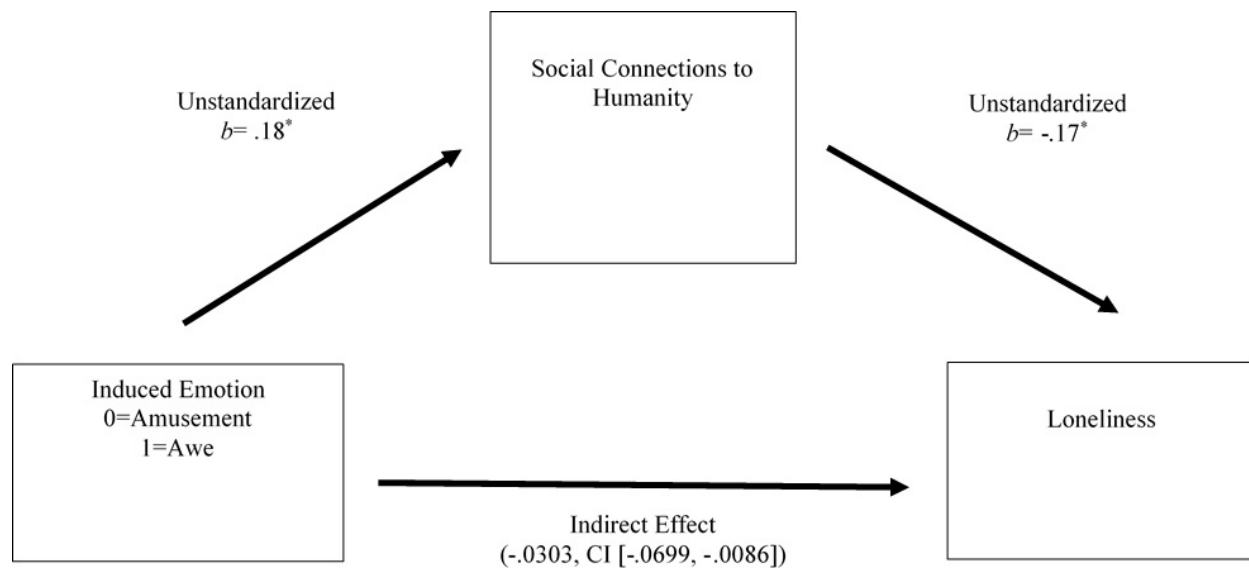 Social Connections to
Humanity
Unstandardized
b= .18*
Unstandardized
b= -.17*
Induced Emotion
0=Amusement
1=Awe
Loneliness
Indirect Effect
(-.0303, CI [-.0699, -.0086])